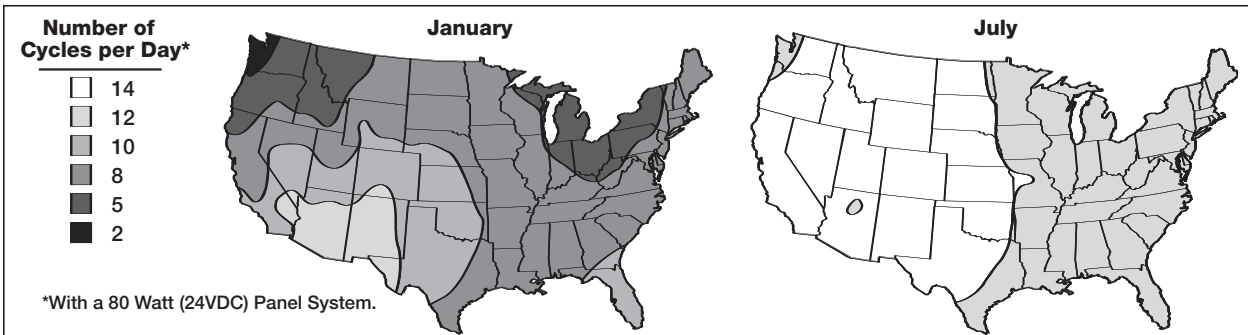 Number of
Cycles per Day*
14
12
10
8
5
2
January
July
*With a 80 Watt (24VDC) Panel System.